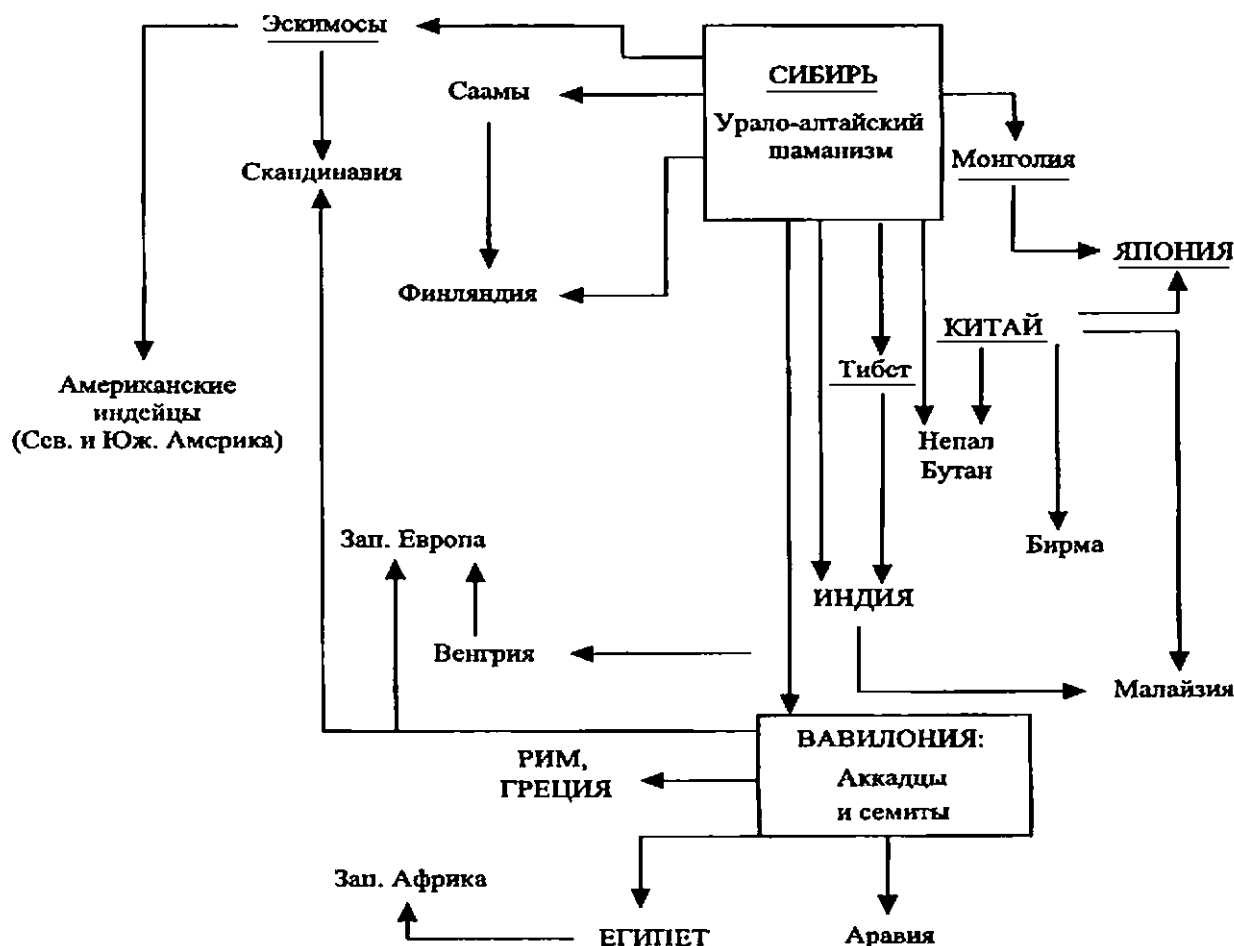 Эскимосы
СИБИРЬ
Саамы
Урало-алтайский
шаманизм
Скандинавия
Монголия
ЯПОНИЯ
Финляндия
КИТАЙ
Тибет
Американские
индейцы
(Сев. и Юж. Америка)
Непал
Бутан
Зап. Европа
Бирма
ИНДИЯ
Венгрия
Малайзия
ВАВИЛОНИЯ:
РИМ,
ГРЕЦИЯ
Аккадцы
и семиты
Зап. Африка
ЕГИПЕТ
Аравия